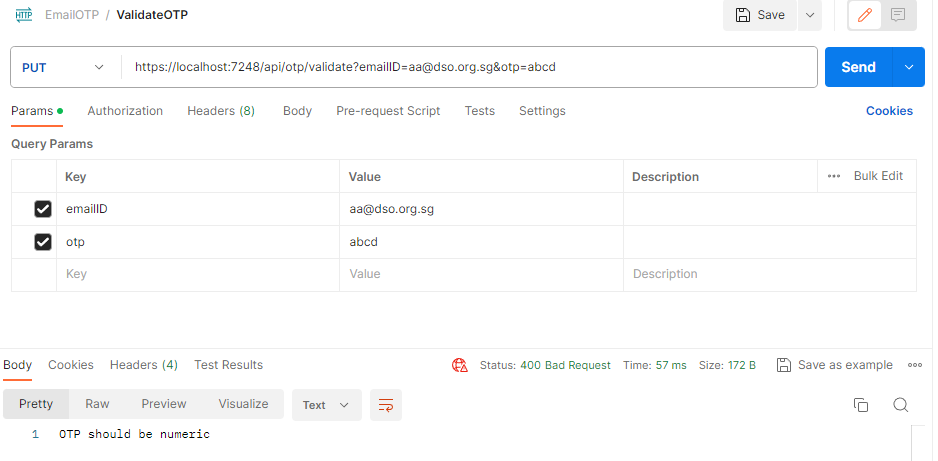 HTTP EmailOTP / ValidateOTP Save
PUT https://localhost:7248/api/otp/validate?emailID=aa@dso.org.sg&otp=abcd Send
Params Authorization Headers (8) Body Pre-request Script Tests Settings Cookies
Query Params
Key Value Description Bulk Edit
emailID aa@dso.org.sg
otp abcd
Key Value Description
Body Cookies Headers (4) Test Results Status: 400 Bad Request Time: 57 ms Size: 172 B Save as example
Pretty Raw Preview Visualize Text
1 OTP should be numeric